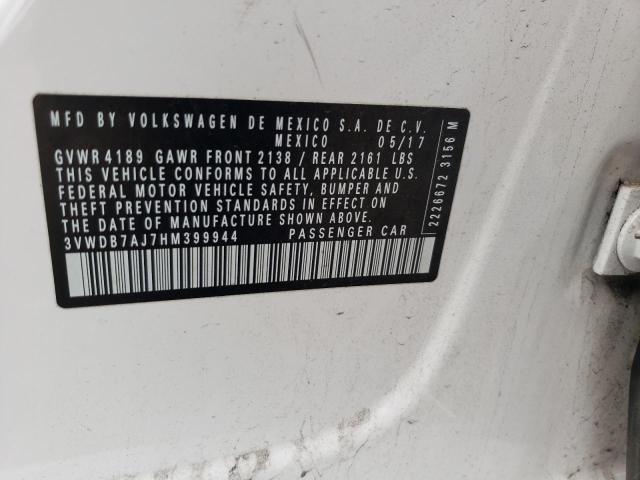 MFD BY VOLKSWAGEN DE MEXICO S.A. DE C.V.
MEXICO 05/17
GVWR 4189 GAWR FRONT 2138 / REAR 2161 LBS
THIS VEHICLE CONFORMS TO ALL APPLICABLE U.S.
FEDERAL MOTOR VEHICLE SAFETY, BUMPER AND
THEFT PREVENTION STANDARDS IN EFFECT ON
THE DATE OF MANUFACTURE SHOWN ABOVE.
3VWDB7AJ7HM399944 PASSENGER CAR
2226672 3156 M